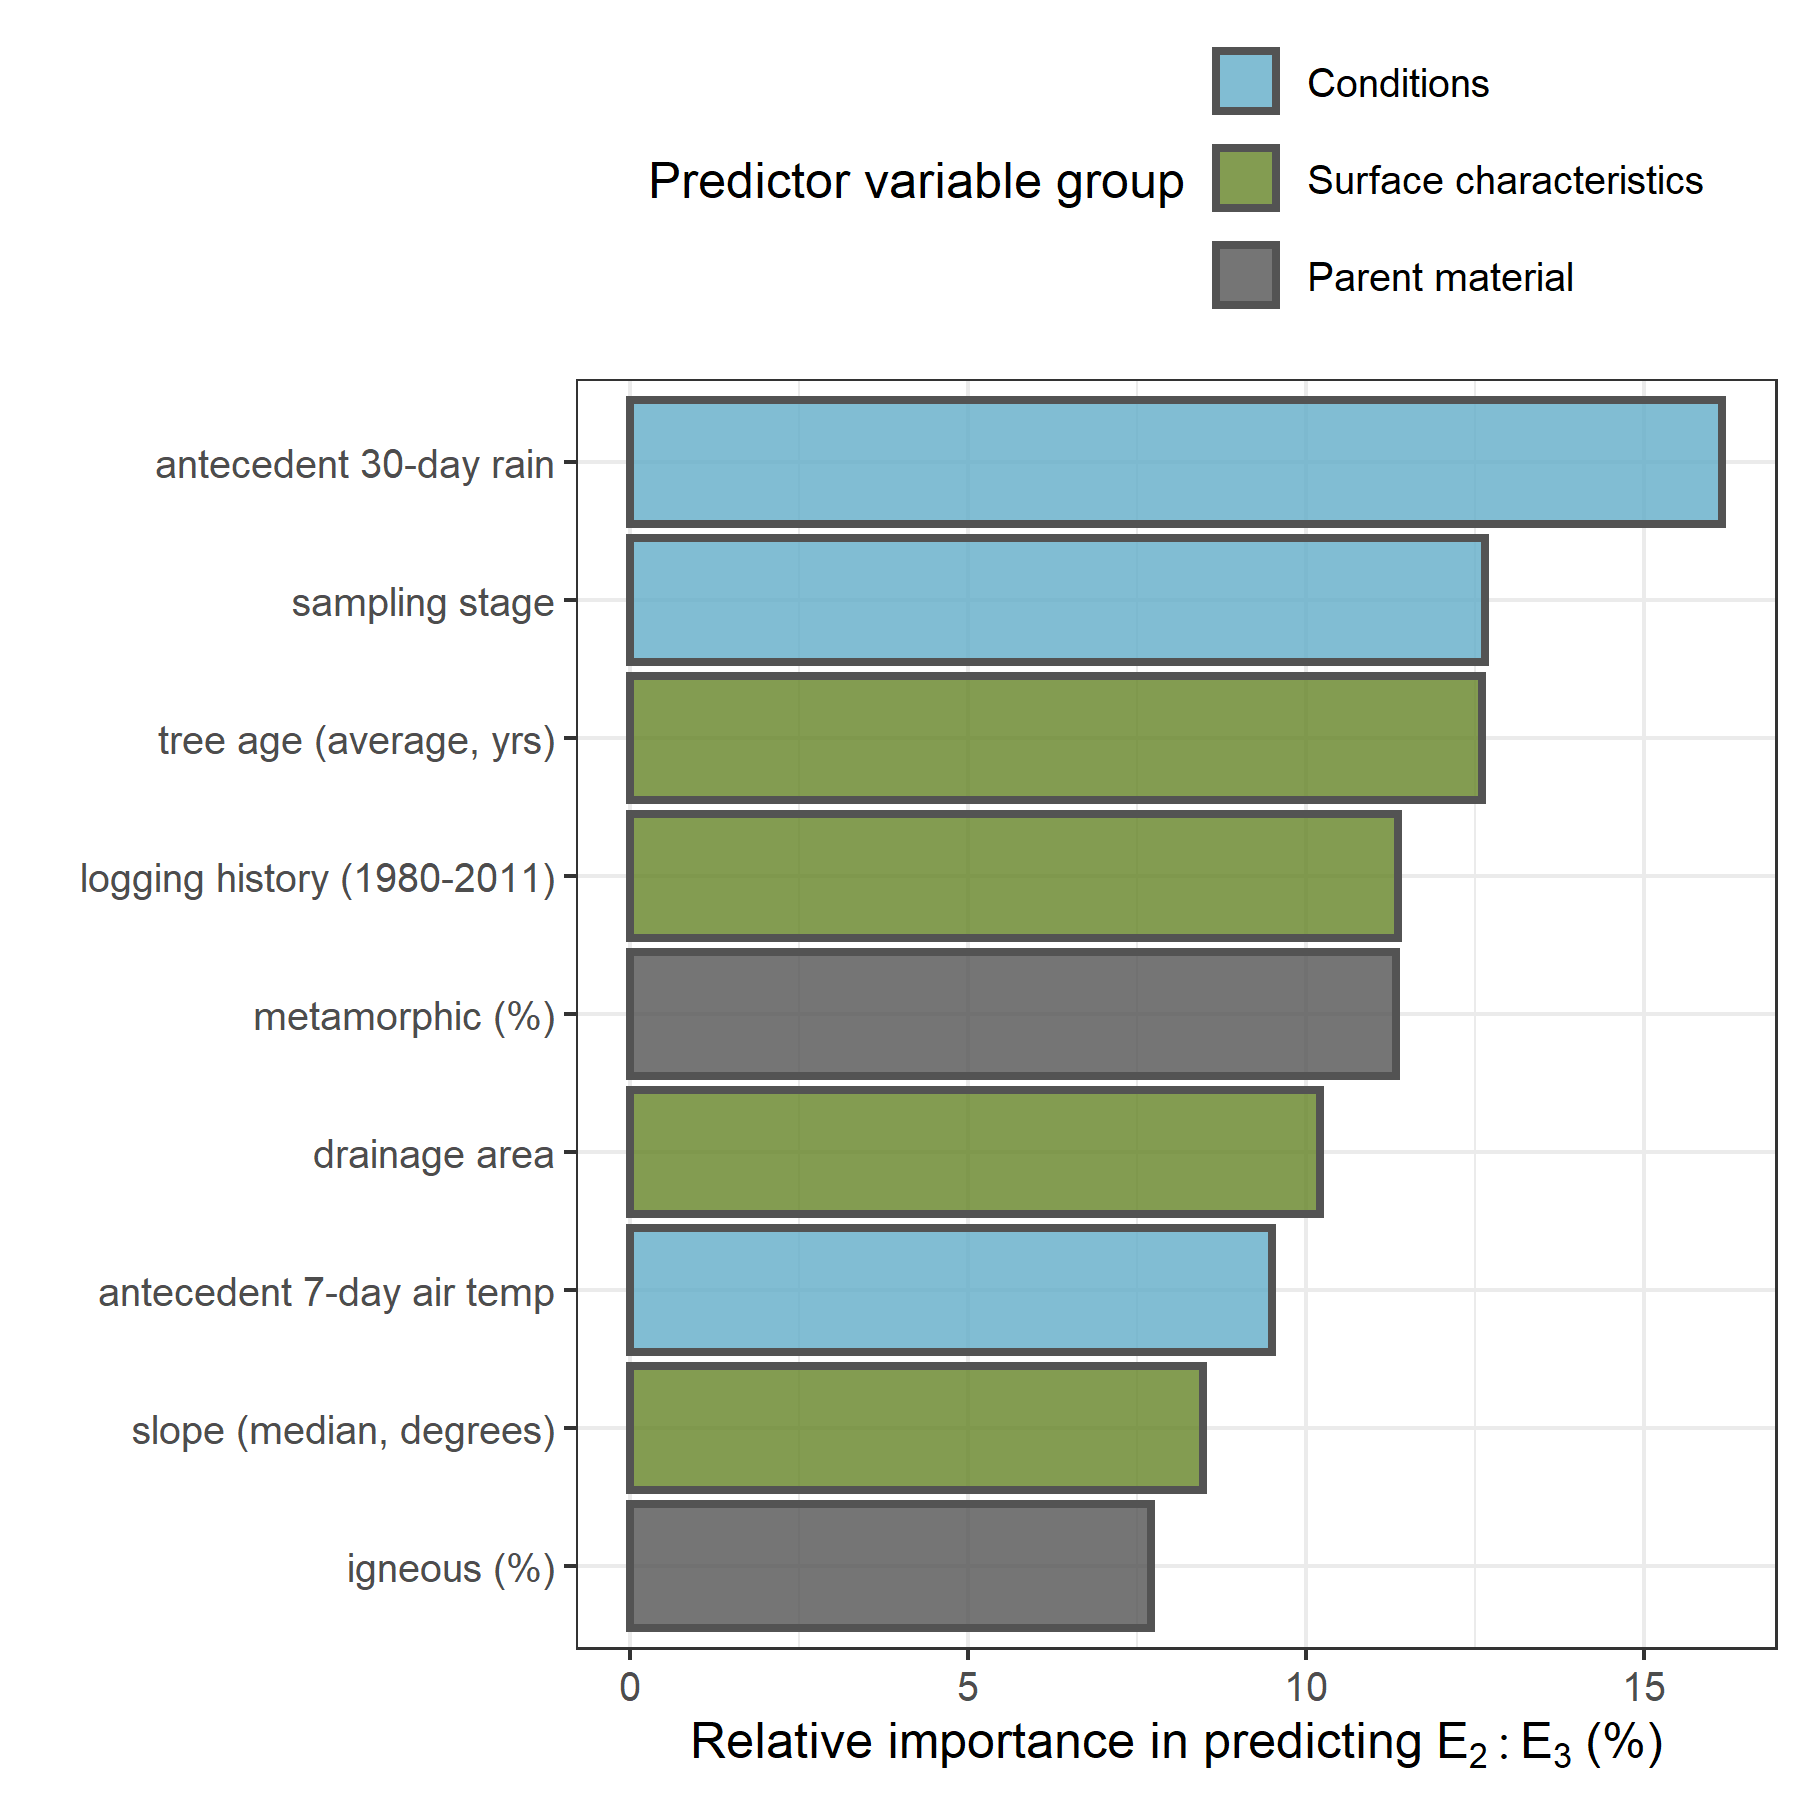 Conditions
Predictor variable group
Surface characteristics
Parent material
antecedent 30-day rain
sampling stage
tree age (average, yrs)
logging history (1980-2011)
metamorphic (%)
drainage area
antecedent 7-day air temp
slope (median, degrees)
igneous (%)
0 5 10 15
Relative importance in predicting E₂ : E₃ (%)